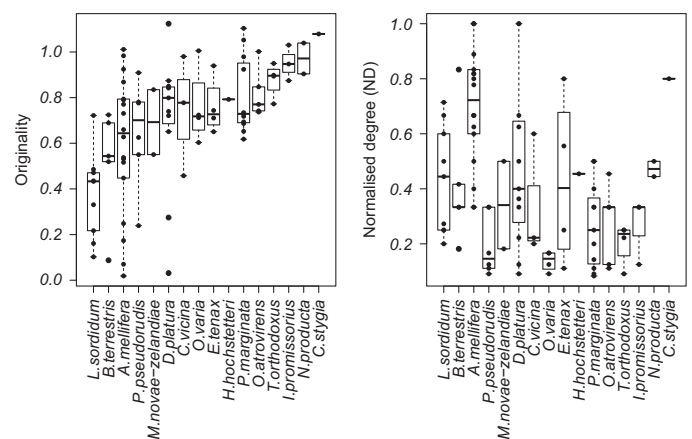 Originality
1.0
0.8
0.6
0.4
0.2
0.0
L.sordidum
B.terrestris
A.mellifera
P.pseudorudis
M.novae−zelandiae
D.platura
C.vicina
O.varia
E.tenax
H.hochstetteri
P.marginata
O.atrovirens
T.orthodoxus
I.promissorius
N.producta
C.stygia
Normalised degree (ND)
1.0
0.8
0.6
0.4
0.2
L.sordidum
B.terrestris
A.mellifera
P.pseudorudis
M.novae−zelandiae
D.platura
C.vicina
O.varia
E.tenax
H.hochstetteri
P.marginata
O.atrovirens
T.orthodoxus
I.promissorius
N.producta
C.stygia